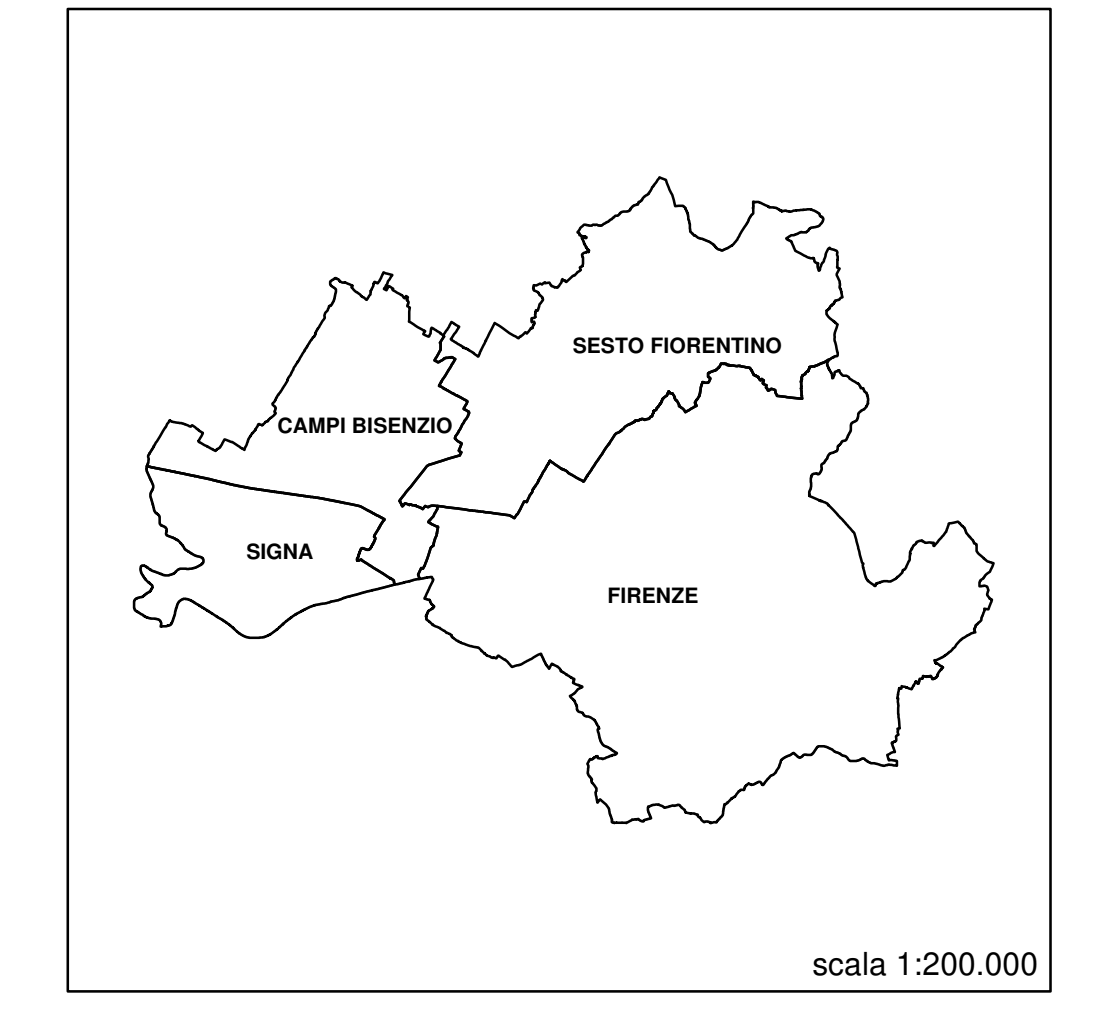 SESTO FIORENTINO
CAMPI BISENZIO
SIGNA
FIRENZE
scala 1:200.000